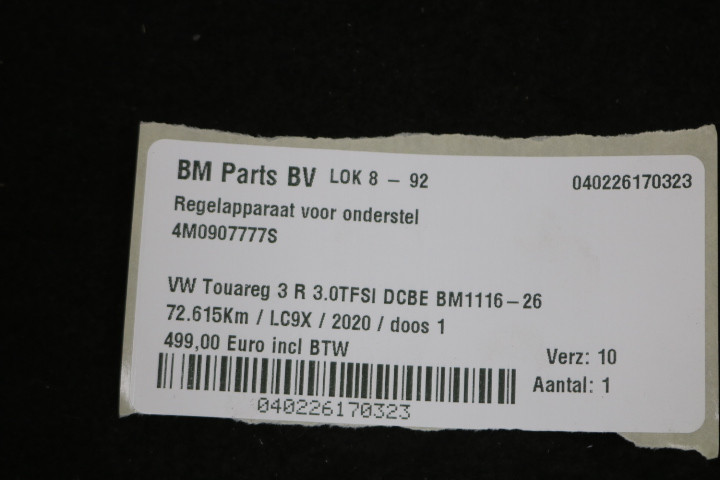 BM Parts BV LOK 8 - 92 040226170323
Regelapparaat voor onderstel
4M0907777S
VW Touareg 3 R 3.0TFSI DCBE BM1116-26
72.615Km / LC9X / 2020 / doos 1
499,00 Euro incl BTW
Verz: 10
Aantal: 1
040226170323